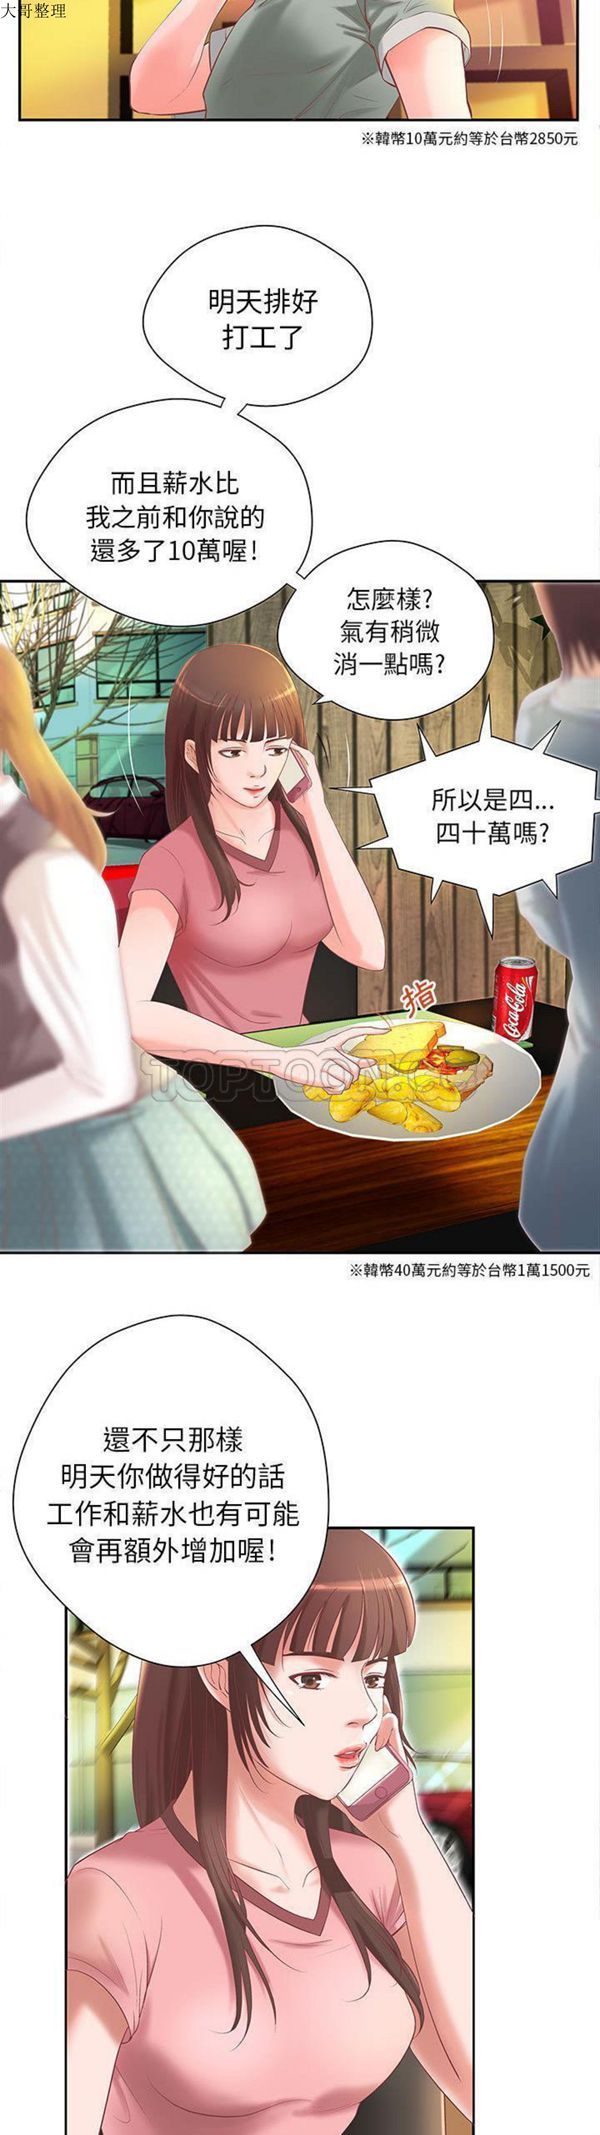 大哥整理
※韓幣10萬元約等於台幣2850元
明天排好
打工了
而且薪水比
我之前和你說的
還多了10萬喔!
怎麼樣?
氣有稍微
消一點嗎?
所以是四...
四十萬嗎?
指
Coca-Cola
※韓幣40萬元約等於台幣1萬1500元
還不只那樣
明天你做得好的話
工作和薪水也有可能
會再額外增加喔!